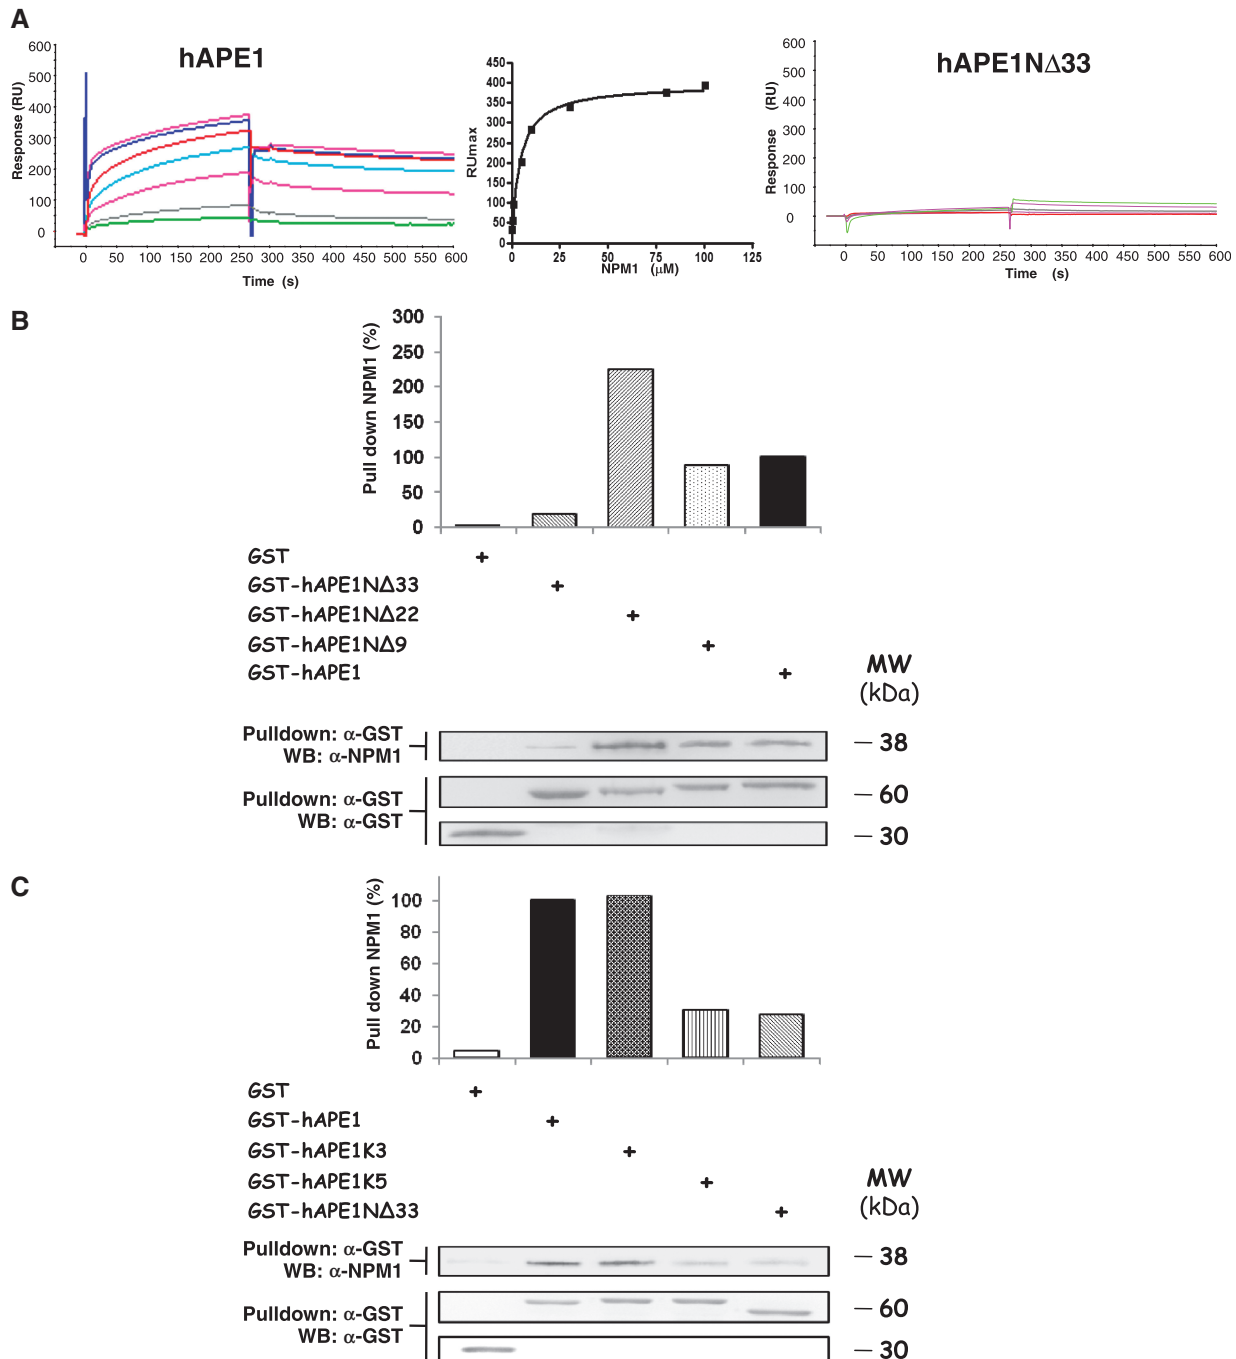 A
hAPE1
Response (RU)
600
500
400
300
200
100
0
0 50 100 150 200 250 300 350 400 450 500 550 600
Time (s)
RUmax
450
400
350
300
250
200
150
100
50
0
0 25 50 75 100 125
NPM1 (µM)
hAPE1NΔ33
Response (RU)
600
500
400
300
200
100
0
0 50 100 150 200 250 300 350 400 450 500 550 600
Time (s)
B
Pull down NPM1 (%)
300
250
200
150
100
50
0
GST +
GST-hAPE1NΔ33 +
GST-hAPE1NΔ22 +
GST-hAPE1NΔ9 +
GST-hAPE1 +
MW
(kDa)
Pulldown: α-GST
WB: α-NPM1
— 38
Pulldown: α-GST
WB: α-GST
— 60
— 30
C
Pull down NPM1 (%)
100
80
60
40
20
0
GST +
GST-hAPE1 +
GST-hAPE1K3 +
GST-hAPE1K5 +
GST-hAPE1NΔ33 +
MW
(kDa)
Pulldown: α-GST
WB: α-NPM1
— 38
Pulldown: α-GST
WB: α-GST
— 60
— 30